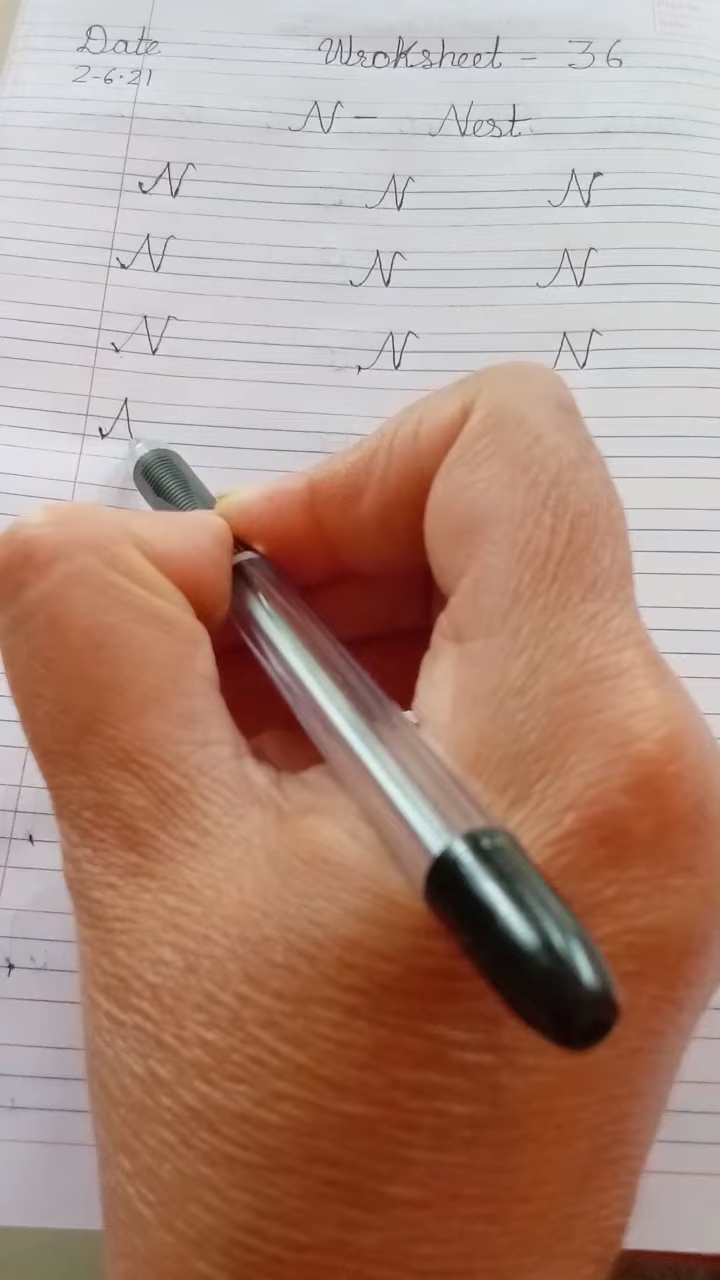 Date Wroksheet - 36
2-6-21
N - Nest
N N N
N N N
N N N